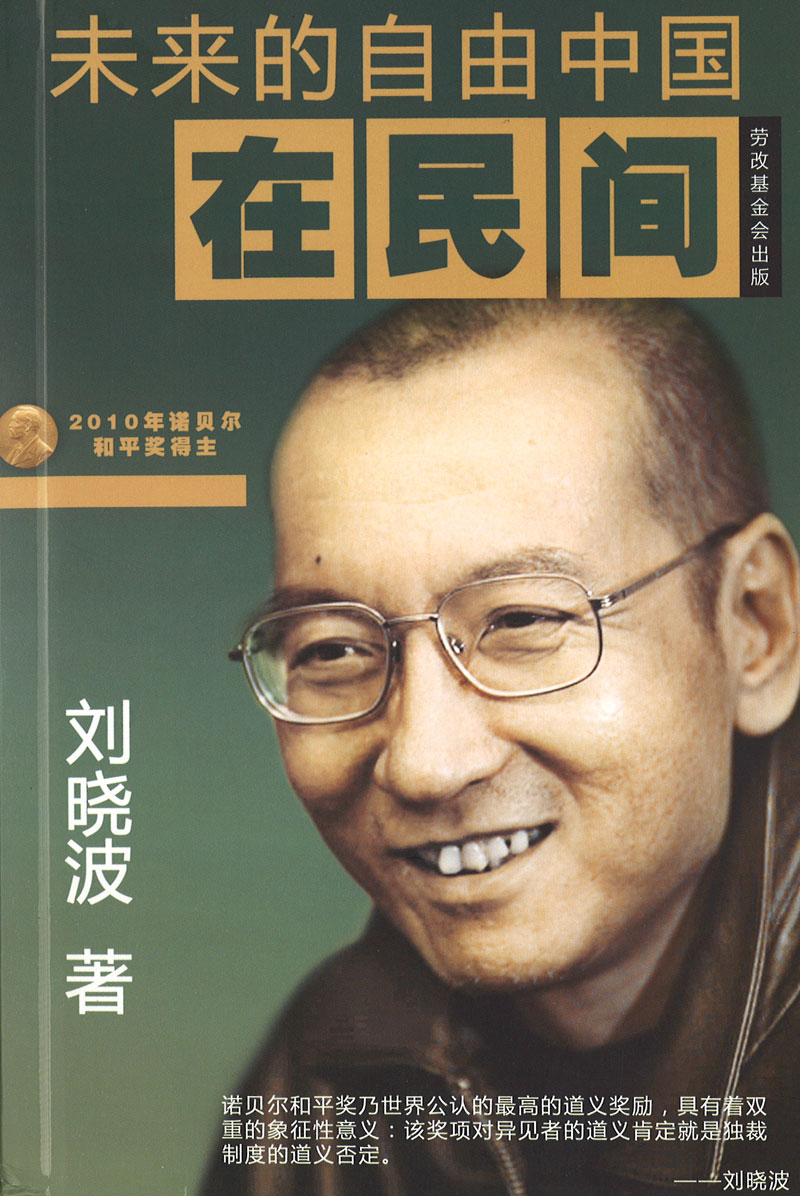 未来的自由中国
在民间
劳改基金会出版
2010年诺贝尔
和平奖得主
刘晓波 著
诺贝尔和平奖乃世界公认的最高的道义奖励，具有着双
重的象征性意义：该奖项对异见者的道义肯定就是独裁
制度的道义否定。
——刘晓波